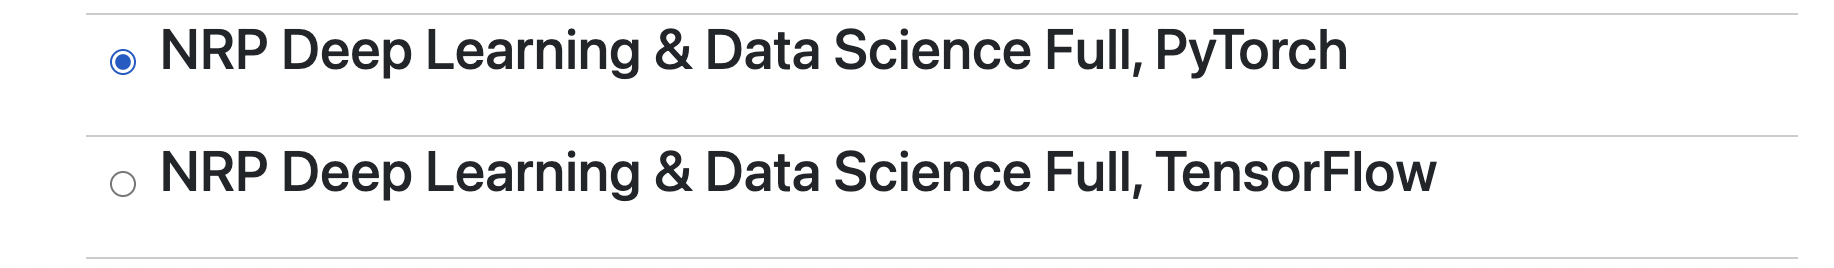 NRP Deep Learning & Data Science Full, PyTorch
NRP Deep Learning & Data Science Full, TensorFlow